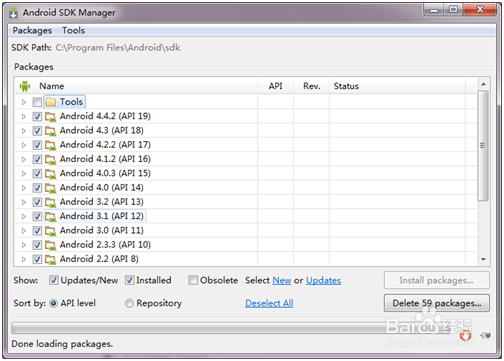 Android SDK Manager
Packages Tools
SDK Path: C:\Program Files\Android\sdk
Packages
Name API Rev. Status
Tools
Android 4.4.2 (API 19)
Android 4.3 (API 18)
Android 4.2.2 (API 17)
Android 4.1.2 (API 16)
Android 4.0.3 (API 15)
Android 4.0 (API 14)
Android 3.2 (API 13)
Android 3.1 (API 12)
Android 3.0 (API 11)
Android 2.3.3 (API 10)
Android 2.2 (API 8)
Show: Updates/New Installed Obsolete Select New or Updates Install packages...
Sort by: API level Repository Deselect All Delete 59 packages...
Baidu 经验
Done loading packages.